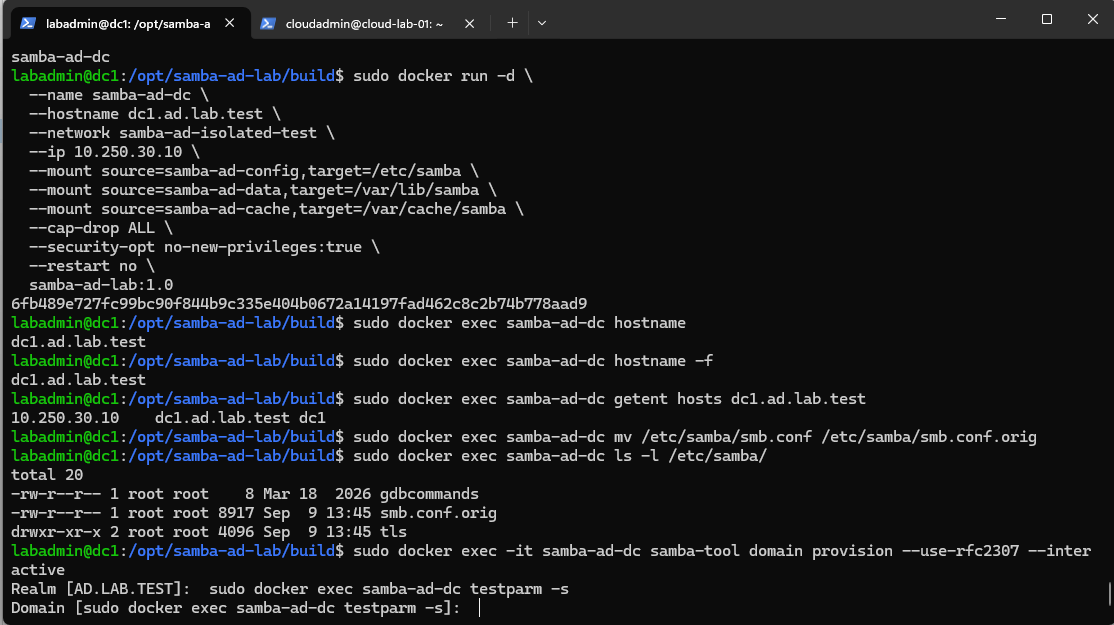 labadmin@dc1: /opt/samba-a
cloudadmin@cloud-lab-01: ~
samba-ad-dc
labadmin@dc1:/opt/samba-ad-lab/build$ sudo docker run -d \
  --name samba-ad-dc \
  --hostname dc1.ad.lab.test \
  --network samba-ad-isolated-test \
  --ip 10.250.30.10 \
  --mount source=samba-ad-config,target=/etc/samba \
  --mount source=samba-ad-data,target=/var/lib/samba \
  --mount source=samba-ad-cache,target=/var/cache/samba \
  --cap-drop ALL \
  --security-opt no-new-privileges:true \
  --restart no \
  samba-ad-lab:1.0
6fb489e727fc99bc90f844b9c335e404b0672a14197fad462c8c2b74b778aad9
labadmin@dc1:/opt/samba-ad-lab/build$ sudo docker exec samba-ad-dc hostname
dc1.ad.lab.test
labadmin@dc1:/opt/samba-ad-lab/build$ sudo docker exec samba-ad-dc hostname -f
dc1.ad.lab.test
labadmin@dc1:/opt/samba-ad-lab/build$ sudo docker exec samba-ad-dc getent hosts dc1.ad.lab.test
10.250.30.10    dc1.ad.lab.test dc1
labadmin@dc1:/opt/samba-ad-lab/build$ sudo docker exec samba-ad-dc mv /etc/samba/smb.conf /etc/samba/smb.conf.orig
labadmin@dc1:/opt/samba-ad-lab/build$ sudo docker exec samba-ad-dc ls -l /etc/samba/
total 20
-rw-r--r-- 1 root root    8 Mar 18  2026 gdbcommands
-rw-r--r-- 1 root root 8917 Sep  9 13:45 smb.conf.orig
drwxr-xr-x 2 root root 4096 Sep  9 13:45 tls
labadmin@dc1:/opt/samba-ad-lab/build$ sudo docker exec -it samba-ad-dc samba-tool domain provision --use-rfc2307 --inter
active
Realm [AD.LAB.TEST]:  sudo docker exec samba-ad-dc testparm -s
Domain [sudo docker exec samba-ad-dc testparm -s]: